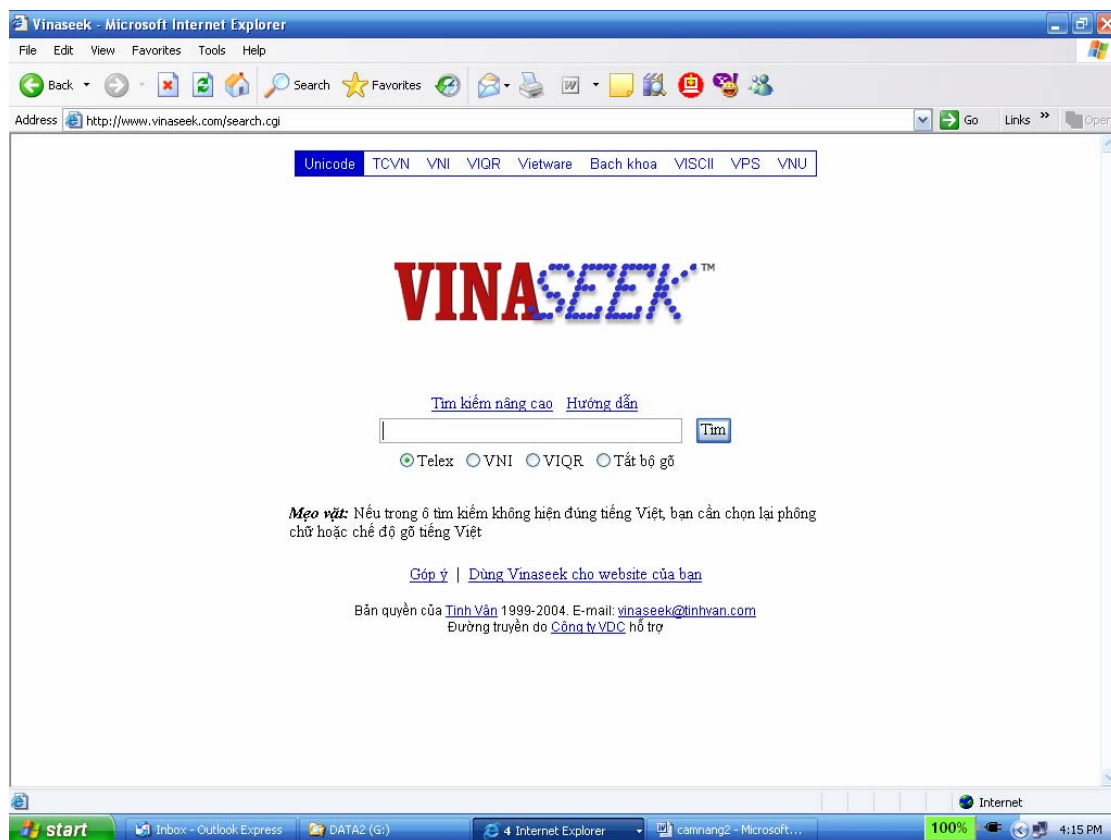 Vinaseek - Microsoft Internet Explorer
File Edit View Favorites Tools Help
Back Search Favorites
Address http://www.vinaseek.com/search.cgi Go Links » Open
Unicode TCVN VNI VIQR Vietware Bach khoa VISCII VPS VNU
VINASEEK™
Tìm kiếm nâng cao Hướng dẫn
Tìm
Telex VNI VIQR Tắt bộ gõ
Mẹo vặt: Nếu trong ô tìm kiếm không hiện đúng tiếng Việt, bạn cần chọn lại phông
chữ hoặc chế độ gõ tiếng Việt
Góp ý | Dùng Vinaseek cho website của bạn
Bản quyền của Tinh Vân 1999-2004. E-mail: vinaseek@tinhvan.com
Đường truyền do Công ty VDC hỗ trợ
Internet
start Inbox - Outlook Express DATA2 (G:) 4 Internet Explorer camnang2 - Microsoft... 100% 4:15 PM